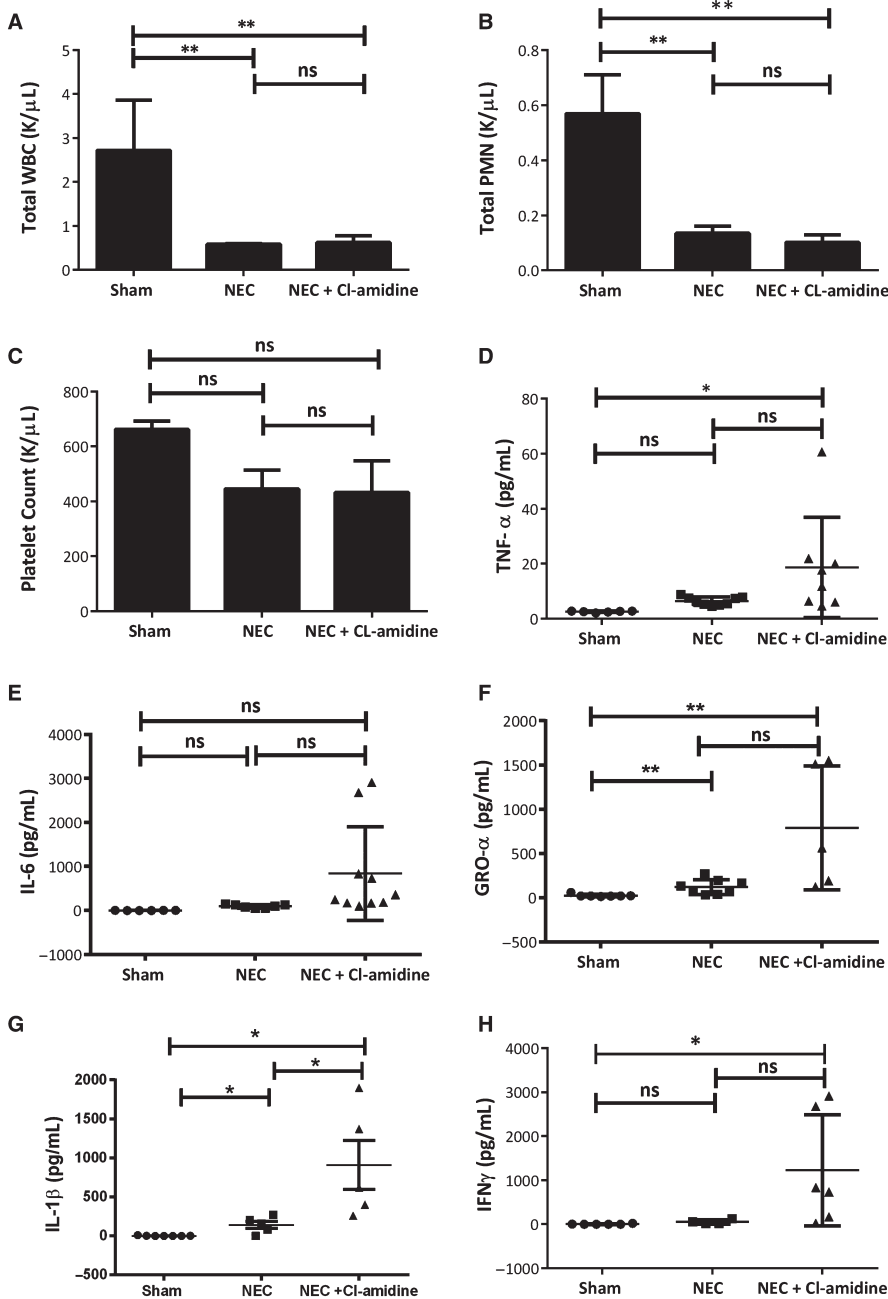 A
**
**
ns
Total WBC (K/μL)
5
4
3
2
1
0
Sham
NEC
NEC + Cl-amidine
B
**
**
ns
Total PMN (K/μL)
0.8
0.6
0.4
0.2
0.0
Sham
NEC
NEC + CL-amidine
C
ns
ns
ns
Platelet Count (K/μL)
800
600
400
200
0
Sham
NEC
NEC + CL-amidine
D
*
ns
ns
TNF- α (pg/mL)
80
60
40
20
0
Sham
NEC
NEC + Cl-amidine
E
ns
ns
ns
IL-6 (pg/mL)
4000
3000
2000
1000
0
−1000
Sham
NEC
NEC + Cl-amidine
F
**
ns
**
GRO-α (pg/mL)
2000
1500
500
0
−500
Sham
NEC
NEC +Cl-amidine
G
*
*
*
IL-1β (pg/mL)
2000
1500
1000
500
0
−500
Sham
NEC
NEC +Cl-amidine
H
*
ns
ns
IFNγ (pg/mL)
4000
3000
2000
1000
0
−1000
Sham
NEC
NEC + Cl-amidine